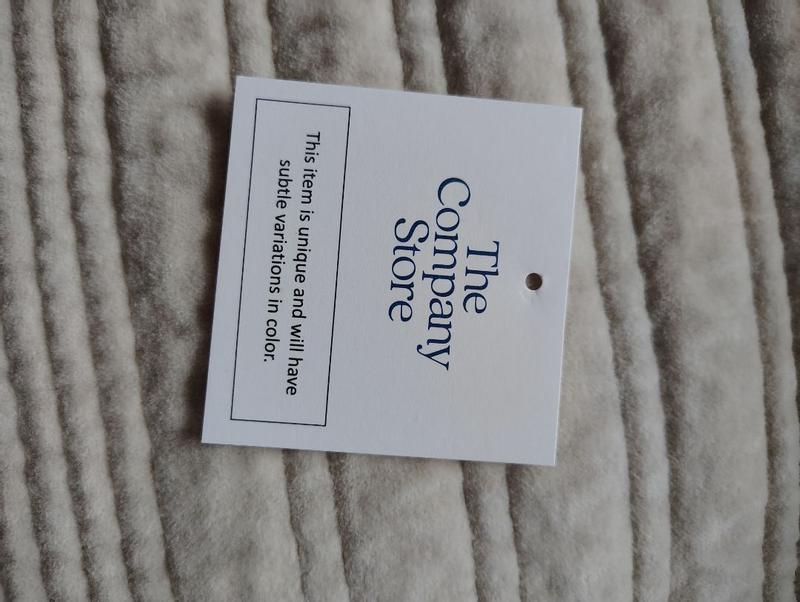 The
Company
Store
This item is unique and will have
subtle variations in color.